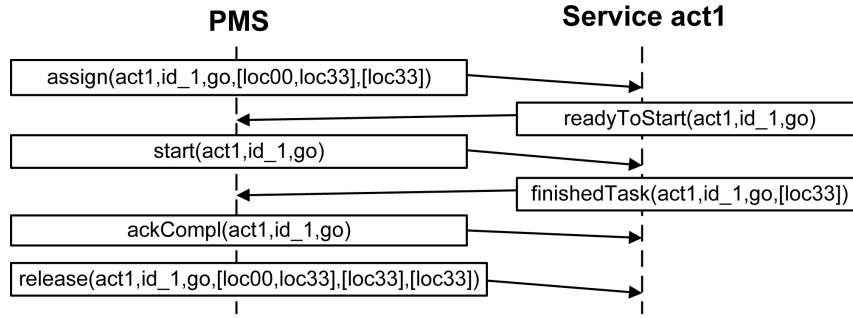 PMS
Service act1
assign(act1,id_1,go,[loc00,loc33],[loc33])
readyToStart(act1,id_1,go)
start(act1,id_1,go)
finishedTask(act1,id_1,go,[loc33])
ackCompl(act1,id_1,go)
release(act1,id_1,go,[loc00,loc33],[loc33],[loc33])